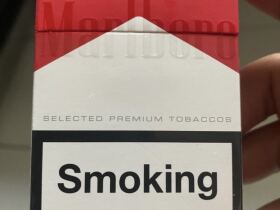 Marlboro
SELECTED PREMIUM TOBACCOS
Smoking